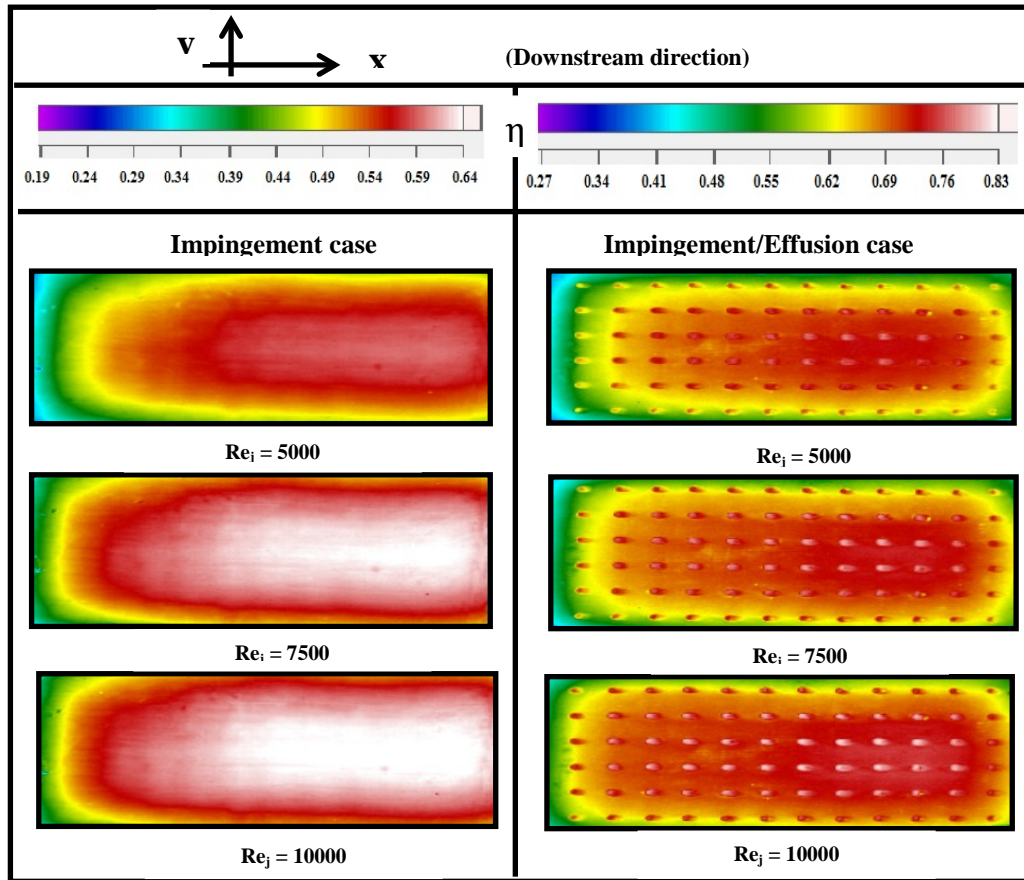 v
x
(Downstream direction)
η
0.19 0.24 0.29 0.34 0.39 0.44 0.49 0.54 0.59 0.64
0.27 0.34 0.41 0.48 0.55 0.62 0.69 0.76 0.83
Impingement case
Impingement/Effusion case
Reⱼ = 5000
Reⱼ = 5000
Reⱼ = 7500
Reⱼ = 7500
Reⱼ = 10000
Reⱼ = 10000